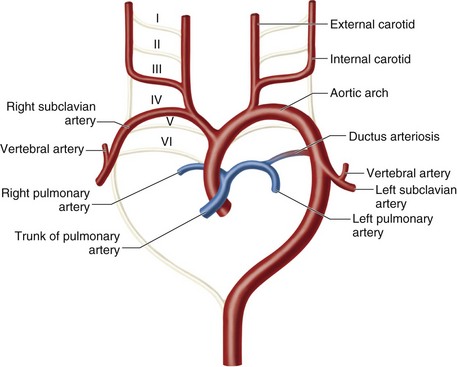 I
II
III
IV
V
VI
Right subclavian
artery
Vertebral artery
Right pulmonary
artery
Trunk of pulmonary
artery
External carotid
Internal carotid
Aortic arch
Ductus arteriosis
Vertebral artery
Left subclavian
artery
Left pulmonary
artery